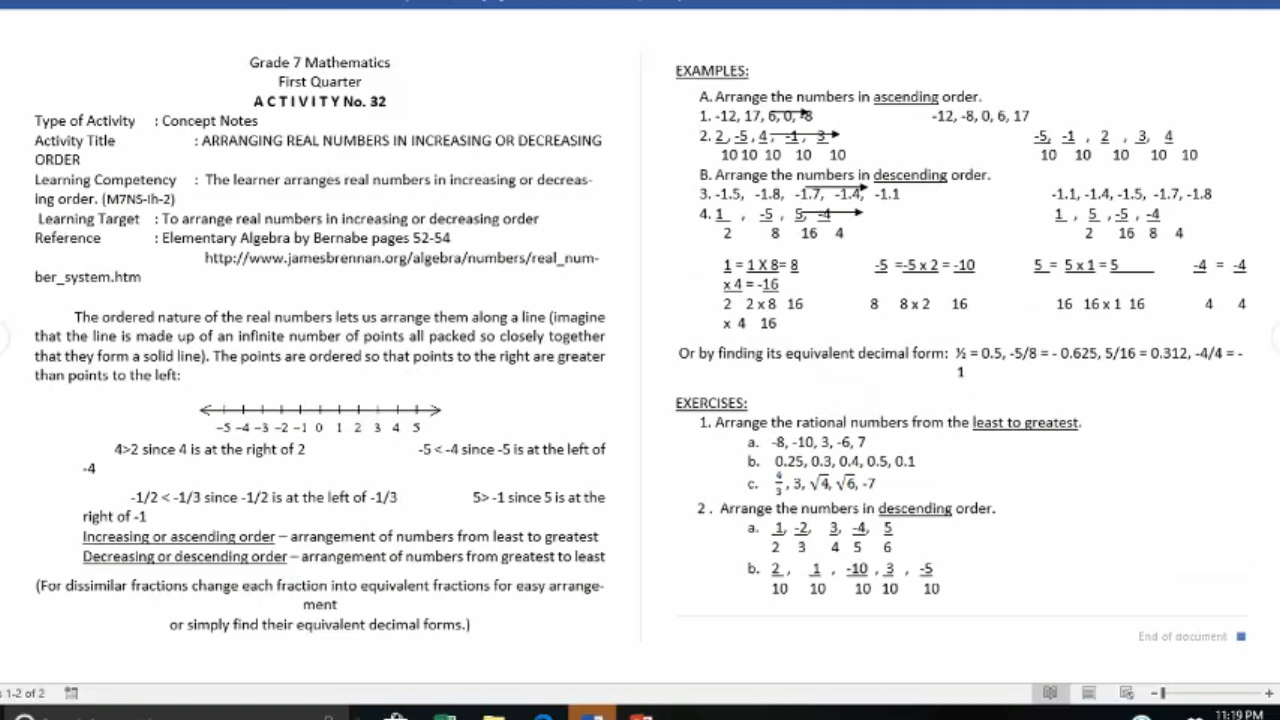 Grade 7 Mathematics
First Quarter
A C T I V I T Y No. 32
Type of Activity : Concept Notes
Activity Title : ARRANGING REAL NUMBERS IN INCREASING OR DECREASING
ORDER
Learning Competency : The learner arranges real numbers in increasing or decreas-
ing order. (M7NS-Ih-2)
Learning Target : To arrange real numbers in increasing or decreasing order
Reference : Elementary Algebra by Bernabe pages 52-54
http://www.jamesbrennan.org/algebra/numbers/real_num-
ber_system.htm
The ordered nature of the real numbers lets us arrange them along a line (imagine
that the line is made up of an infinite number of points all packed so closely together
that they form a solid line). The points are ordered so that points to the right are greater
than points to the left:
-5 -4 -3 -2 -1 0 1 2 3 4 5
4>2 since 4 is at the right of 2 -5 < -4 since -5 is at the left of
-4
-1/2 < -1/3 since -1/2 is at the left of -1/3 5> -1 since 5 is at the
right of -1
Increasing or ascending order – arrangement of numbers from least to greatest
Decreasing or descending order – arrangement of numbers from greatest to least
(For dissimilar fractions change each fraction into equivalent fractions for easy arrange-
ment
or simply find their equivalent decimal forms.)
EXAMPLES:
A. Arrange the numbers in ascending order.
1. -12, 17, 6, 0, -8 -12, -8, 0, 6, 17
2. 2, -5, 4, -1, 3 -5, -1 , 2 , 3, 4
10 10 10 10 10 10 10 10 10 10
B. Arrange the numbers in descending order.
3. -1.5, -1.8, -1.7, -1.4, -1.1 -1.1, -1.4, -1.5, -1.7, -1.8
4. 1 , -5 , 5, -4 1 , 5 , -5 , -4
2 8 16 4 2 16 8 4
1 = 1 X 8= 8 -5 =-5 x 2 = -10 5 = 5 x 1 = 5 -4 = -4
x 4 = -16
2 2 x 8 16 8 8 x 2 16 16 16 x 1 16 4 4
x 4 16
Or by finding its equivalent decimal form: ½ = 0.5, -5/8 = - 0.625, 5/16 = 0.312, -4/4 = -
1
EXERCISES:
1. Arrange the rational numbers from the least to greatest.
a. -8, -10, 3, -6, 7
b. 0.25, 0.3, 0.4, 0.5, 0.1
c. 4/3, 3, √4, √6, -7
2 . Arrange the numbers in descending order.
a. 1, -2, 3, -4, 5
2 3 4 5 6
b. 2 , 1 , -10 , 3 , -5
10 10 10 10 10
End of document
1-2 of 2
11:19 PM